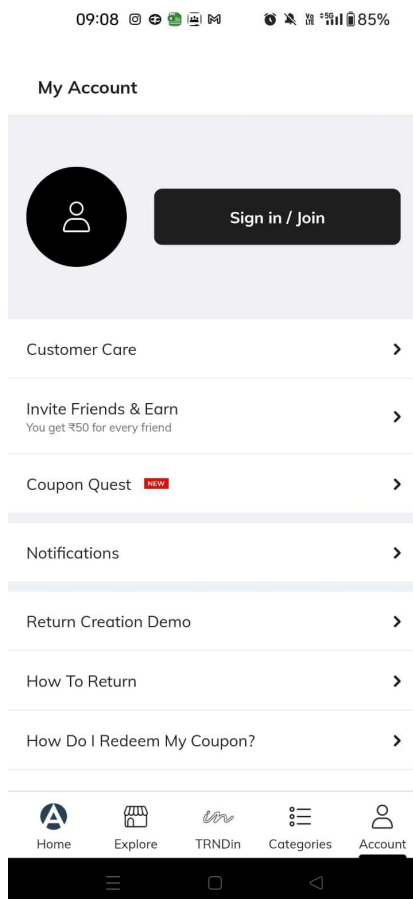 09:08 85%
My Account
Sign in / Join
Customer Care
Invite Friends & Earn
You get ₹50 for every friend
Coupon Quest NEW
Notifications
Return Creation Demo
How To Return
How Do I Redeem My Coupon?
Home Explore TRNDin Categories Account